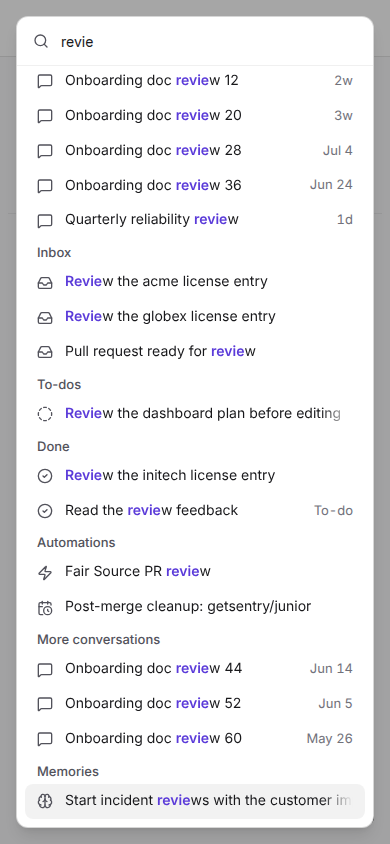 revie
Onboarding doc review 12 2w
Onboarding doc review 20 3w
Onboarding doc review 28 Jul 4
Onboarding doc review 36 Jun 24
Quarterly reliability review 1d
Inbox
Review the acme license entry
Review the globex license entry
Pull request ready for review
To-dos
Review the dashboard plan before editing
Done
Review the initech license entry
Read the review feedback To-do
Automations
Fair Source PR review
Post-merge cleanup: getsentry/junior
More conversations
Onboarding doc review 44 Jun 14
Onboarding doc review 52 Jun 5
Onboarding doc review 60 May 26
Memories
Start incident reviews with the customer im